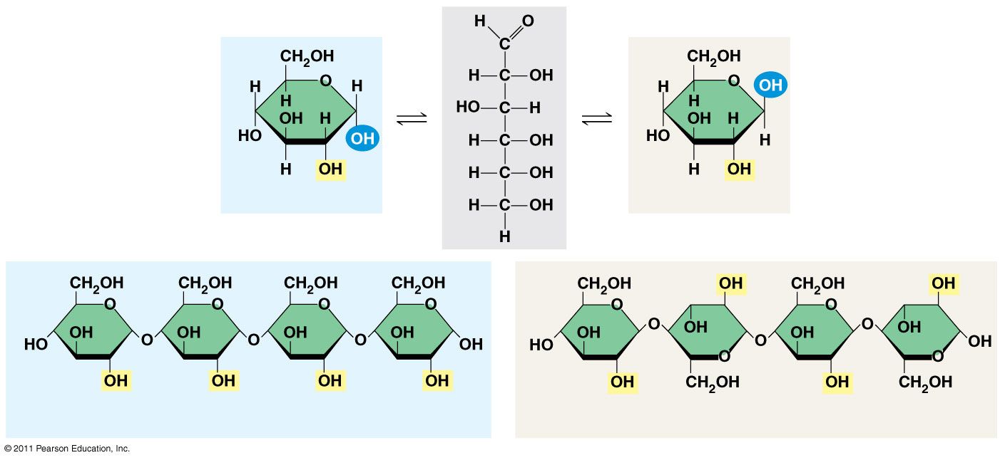 CH₂OH
O
H H
H
OH H
HO OH
H OH
H O
C
H C OH
HO C H
H C OH
H C OH
H C OH
H
CH₂OH
O OH
H
H
OH H
HO H
H OH
CH₂OH CH₂OH CH₂OH CH₂OH
O O O O
OH OH OH OH
HO O O O OH
OH OH OH OH
CH₂OH OH CH₂OH OH
O O
O OH O OH
OH OH
HO O OH
O O
OH CH₂OH OH CH₂OH
© 2011 Pearson Education, Inc.